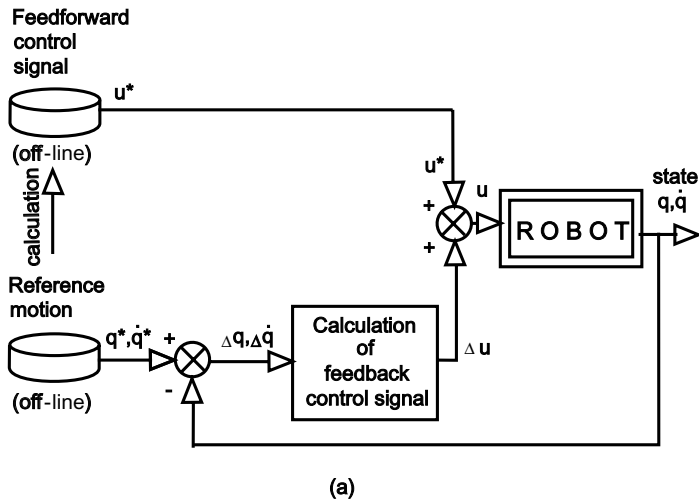 Feedforward
control
signal
u*
(off-line)
calculation
u*
+
+
u
ROBOT
state
q,q̇
Reference
motion
q*,q̇*
+
-
Δq,Δq̇
Calculation
of
feedback
control signal
Δu
(off-line)
(a)